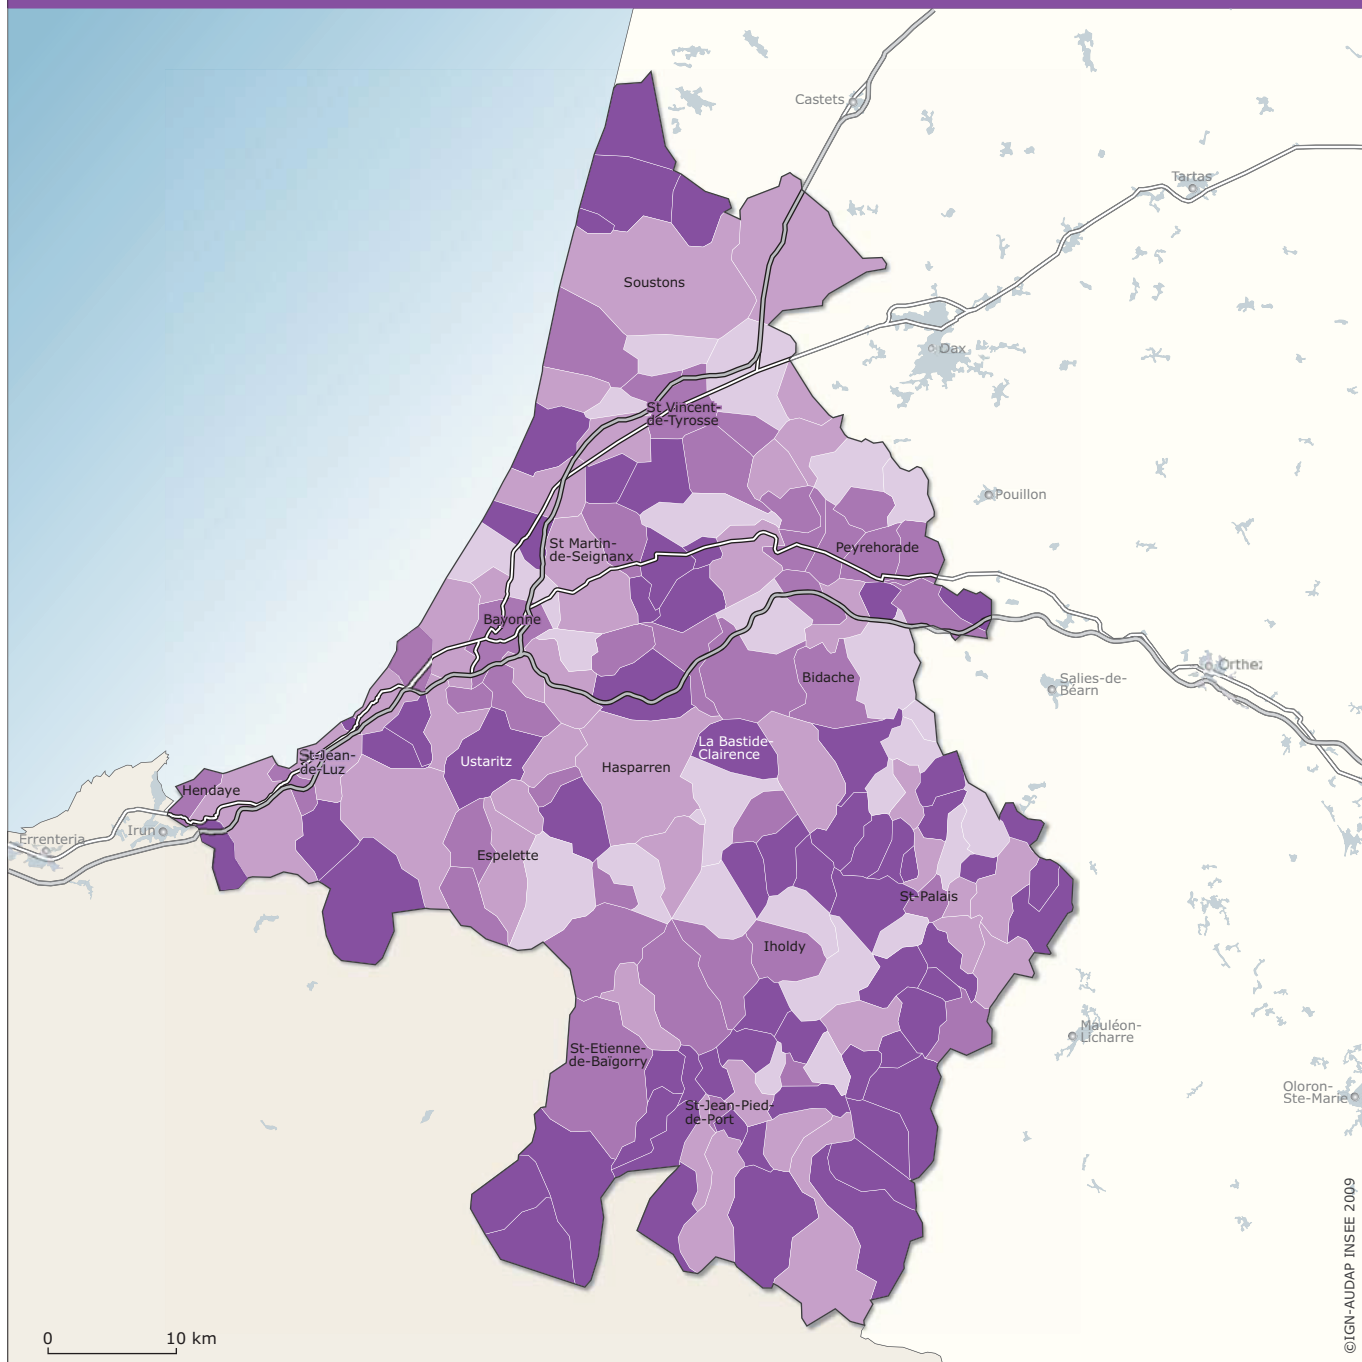 Castets
Tartas
Soustons
Dax
St Vincent-
de-Tyrosse
Pouillon
St Martin-
de-Seignanx
Peyrehorade
Bayonne
Orthez
Bidache
Salies-de-
Béarn
La Bastide-
Clairence
St-Jean-
de-Luz
Ustaritz
Hasparren
Hendaye
Irun
Errenteria
Espelette
St-Palais
Iholdy
Mauléon-
Licharre
St-Etienne-
de-Baïgorry
Oloron-
Ste-Marie
St-Jean-Pied-
de-Port
0 10 km
©IGN-AUDAP INSEE 2009